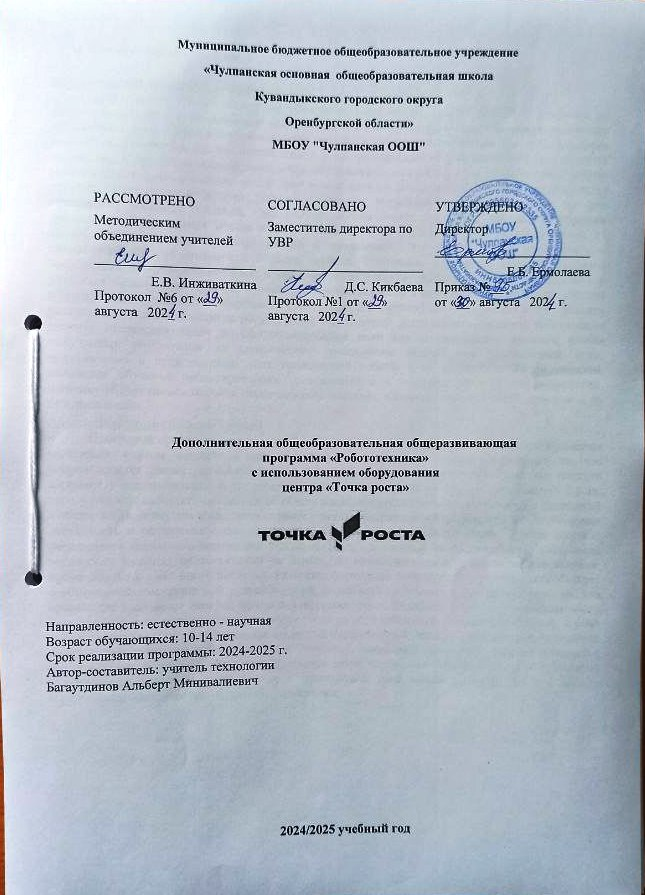 Муниципальное бюджетное общеобразовательное учреждение
«Чулпанская основная общеобразовательная школа
Кувандыкского городского округа
Оренбургской области»
МБОУ "Чулпанская ООШ"
РАССМОТРЕНО
Методическим
объединением учителей
Е.В. Инживаткина
Протокол №6 от «29»
августа 2024 г.
СОГЛАСОВАНО
Заместитель директора по
УВР
Д.С. Кикбаева
Протокол №1 от «29»
августа 2024 г.
УТВЕРЖДЕНО
Директор
Е.Б. Ермолаева
Приказ №
от «30» августа 2024 г.
МБОУ
"Чулпанская
Дополнительная общеобразовательная общеразвивающая
программа «Робототехника»
с использованием оборудования
центра «Точка роста»
ТОЧКА РОСТА
Направленность: естественно - научная
Возраст обучающихся: 10-14 лет
Срок реализации программы: 2024-2025 г.
Автор-составитель: учитель технологии
Багаутдинов Альберт Минивалиевич
2024/2025 учебный год